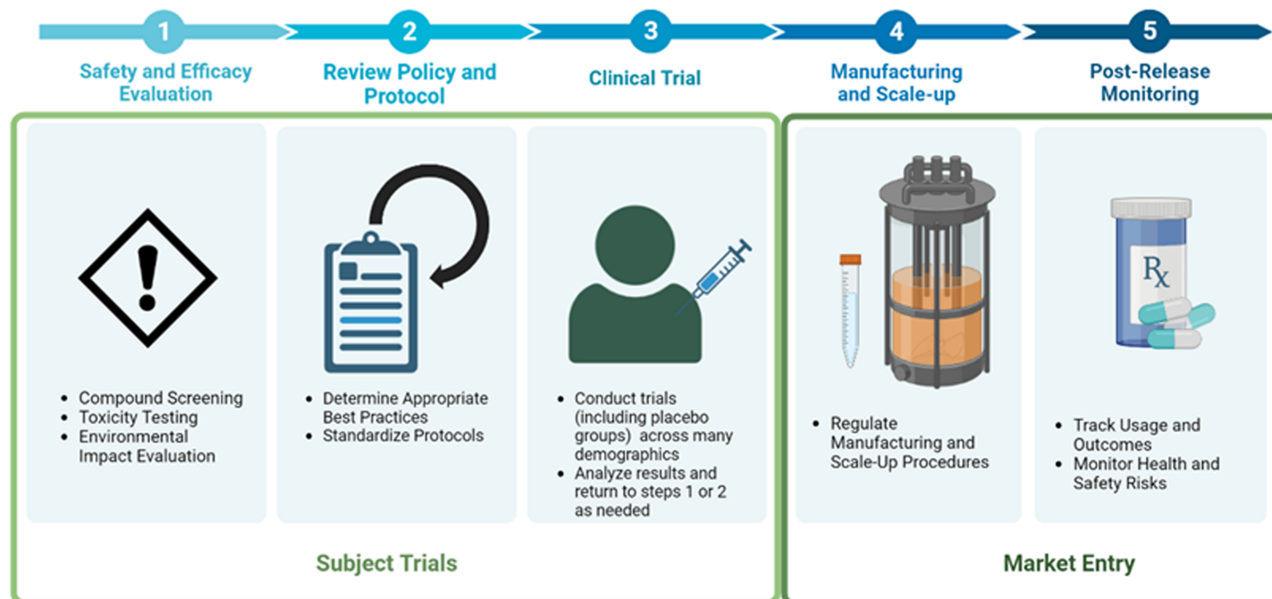 1
2
3
4
5
Safety and Efficacy
Evaluation
Review Policy and
Protocol
Clinical Trial
Manufacturing
and Scale-up
Post-Release
Monitoring
• Compound Screening
• Toxicity Testing
• Environmental
Impact Evaluation
• Determine Appropriate
Best Practices
• Standardize Protocols
• Conduct trials
(including placebo
groups) across many
demographics
• Analyze results and
return to steps 1 or 2
as needed
• Regulate
Manufacturing and
Scale-Up Procedures
Rx
• Track Usage and
Outcomes
• Monitor Health and
Safety Risks
Subject Trials
Market Entry